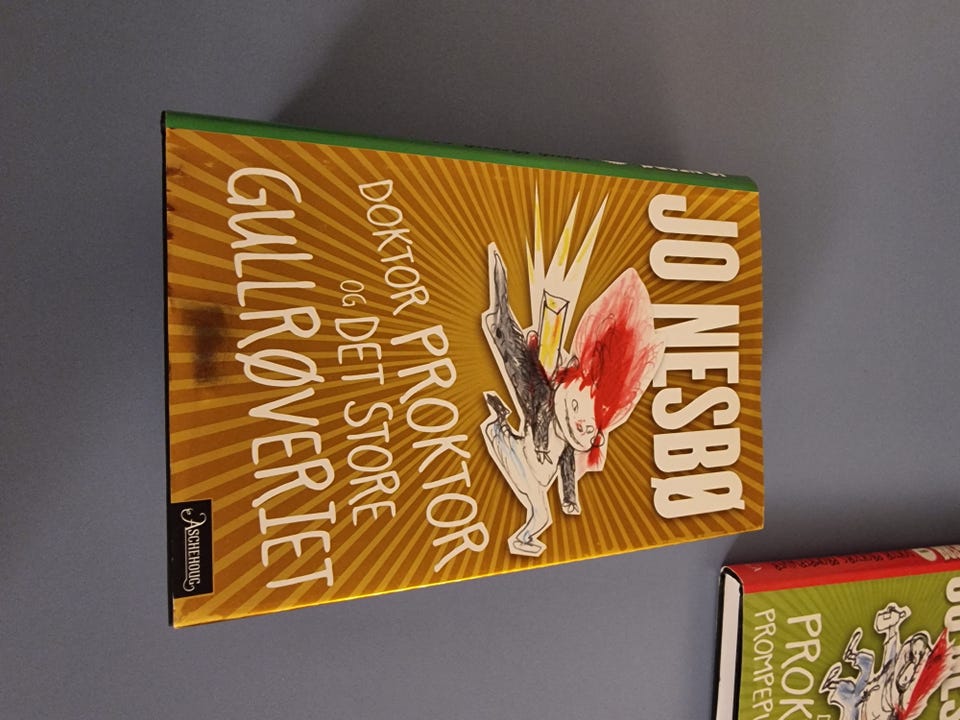 JO NESBØ
DOKTOR PROKTOR
OG DET STORE
GULLRØVERIET
ASCHEHOUG
PROK
PROMPEP